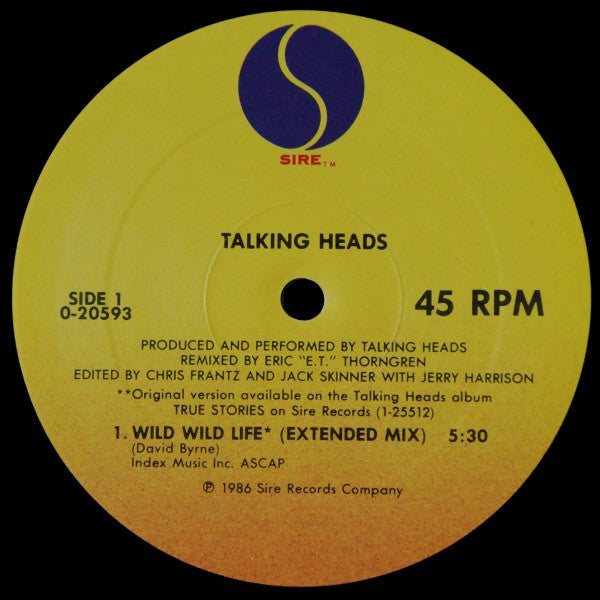 SIRE™
TALKING HEADS
SIDE 1
0-20593
45 RPM
PRODUCED AND PERFORMED BY TALKING HEADS
REMIXED BY ERIC "E.T." THORNGREN
EDITED BY CHRIS FRANTZ AND JACK SKINNER WITH JERRY HARRISON
**Original version available on the Talking Heads album
TRUE STORIES on Sire Records (1-25512)
1. WILD WILD LIFE* (EXTENDED MIX) 5:30
(David Byrne)
Index Music Inc. ASCAP
℗ 1986 Sire Records Company